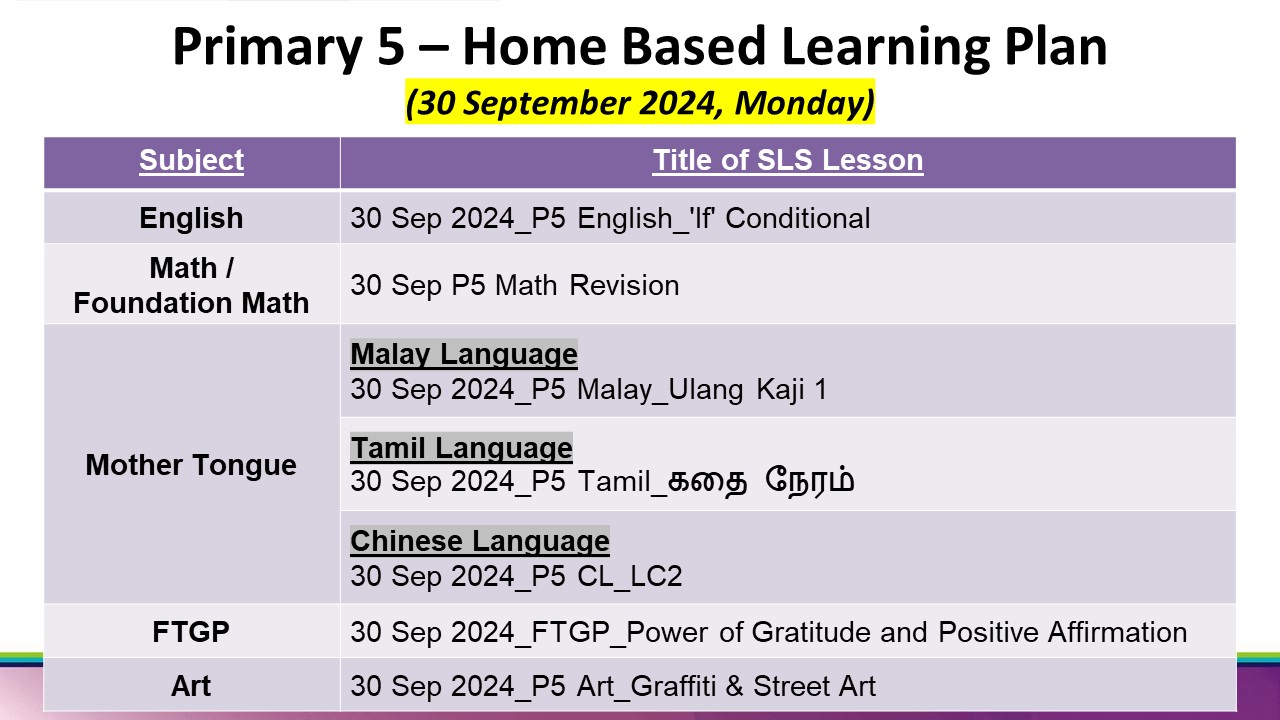 Primary 5 – Home Based Learning Plan
(30 September 2024, Monday)
Subject
Title of SLS Lesson
English
30 Sep 2024_P5 English_'If' Conditional
Math /
Foundation Math
30 Sep P5 Math Revision
Mother Tongue
Malay Language
30 Sep 2024_P5 Malay_Ulang Kaji 1
Tamil Language
30 Sep 2024_P5 Tamil_கதை நேரம்
Chinese Language
30 Sep 2024_P5 CL_LC2
FTGP
30 Sep 2024_FTGP_Power of Gratitude and Positive Affirmation
Art
30 Sep 2024_P5 Art_Graffiti & Street Art